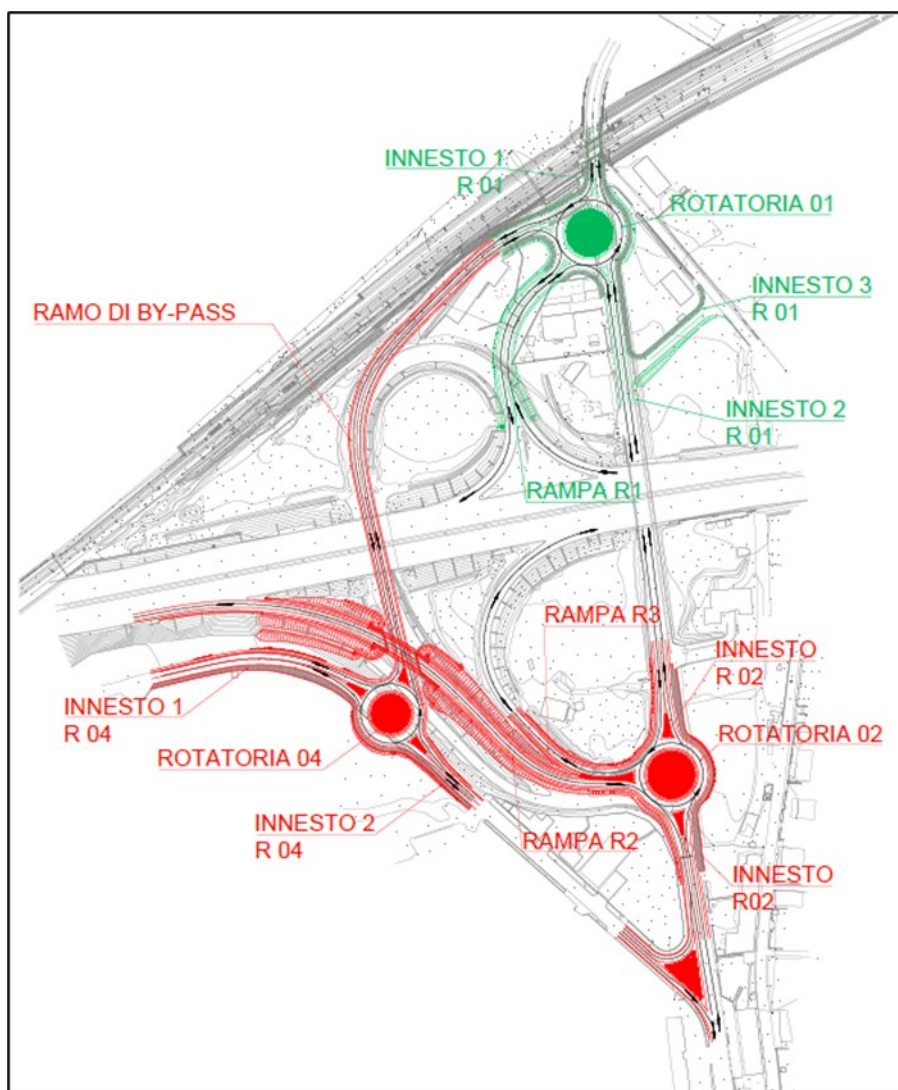 INNESTO 1
R 01
ROTATORIA 01
INNESTO 3
R 01
RAMO DI BY-PASS
INNESTO 2
R 01
RAMPA R1
RAMPA R3
INNESTO
R 02
INNESTO 1
R 04
ROTATORIA 04
ROTATORIA 02
INNESTO 2
R 04
RAMPA R2
INNESTO
R02